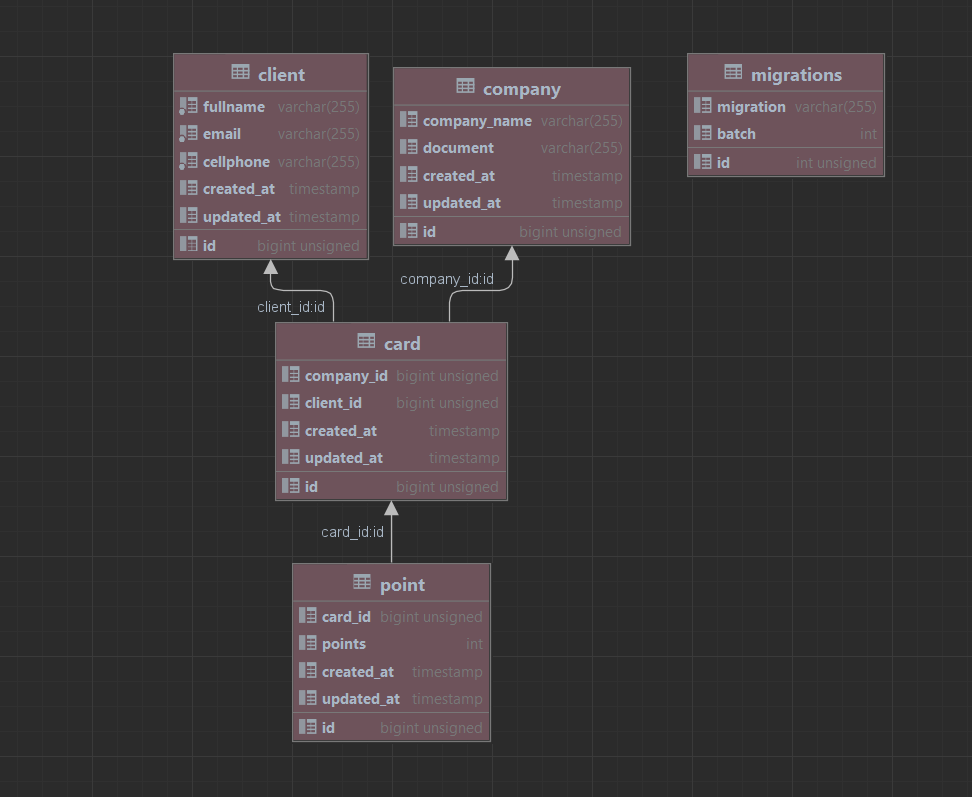 client
fullname varchar(255)
email varchar(255)
cellphone varchar(255)
created_at timestamp
updated_at timestamp
id bigint unsigned
company
company_name varchar(255)
document varchar(255)
created_at timestamp
updated_at timestamp
id bigint unsigned
migrations
migration varchar(255)
batch int
id int unsigned
client_id:id
company_id:id
card
company_id bigint unsigned
client_id bigint unsigned
created_at timestamp
updated_at timestamp
id bigint unsigned
card_id:id
point
card_id bigint unsigned
points int
created_at timestamp
updated_at timestamp
id bigint unsigned